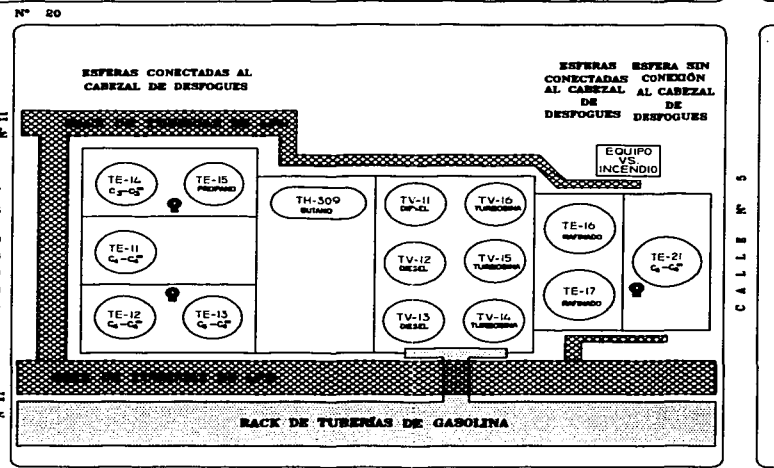 N° 20
ESFERAS CONECTADAS AL
CABEZAL DE DESFOGUES
ESFERAS
CONECTADAS
AL CABEZAL
DE
DESFOGUES
ESFERA SIN
CONEXIÓN
AL CABEZAL
DE
DESFOGUES
EQUIPO
VS.
INCENDIO
TE-14
TE-15
PROPANO
TH-309
BUTANO
TV-11
DIESEL
TV-16
TURBOSINA
TE-16
RAFINADO
TE-11
TV-12
DIESEL
TV-15
TURBOSINA
TE-21
TE-17
RAFINADO
TE-12
TE-13
TV-13
DIESEL
TV-14
TURBOSINA
RACK DE TUBERÍAS DE GASOLINA
CALLE N° 5
N° 11
N° 11